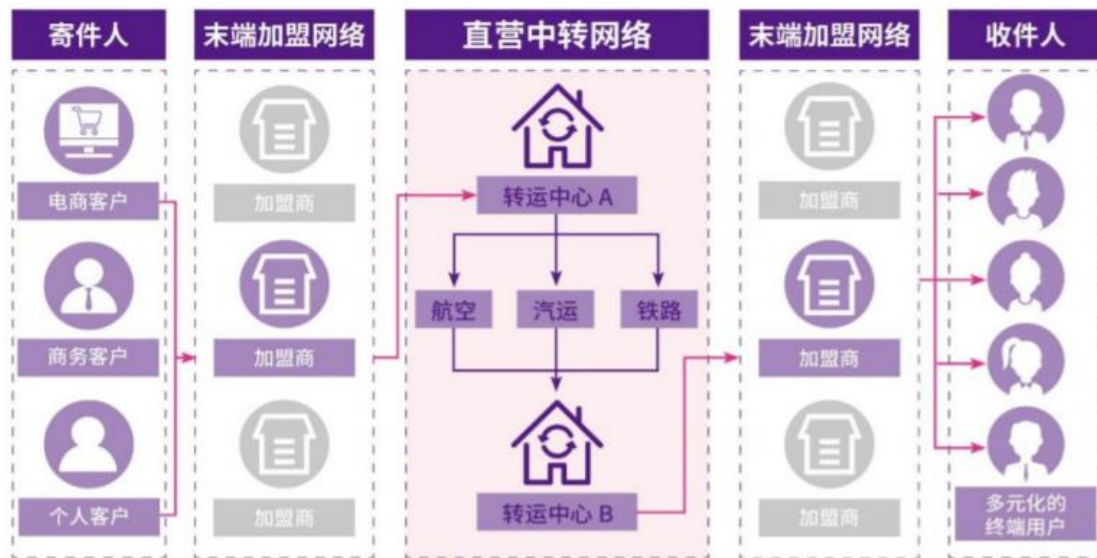 寄件人
末端加盟网络
直营中转网络
末端加盟网络
收件人
电商客户
商务客户
个人客户
加盟商
加盟商
加盟商
转运中心 A
航空
汽运
铁路
转运中心 B
加盟商
加盟商
加盟商
多元化的
终端用户